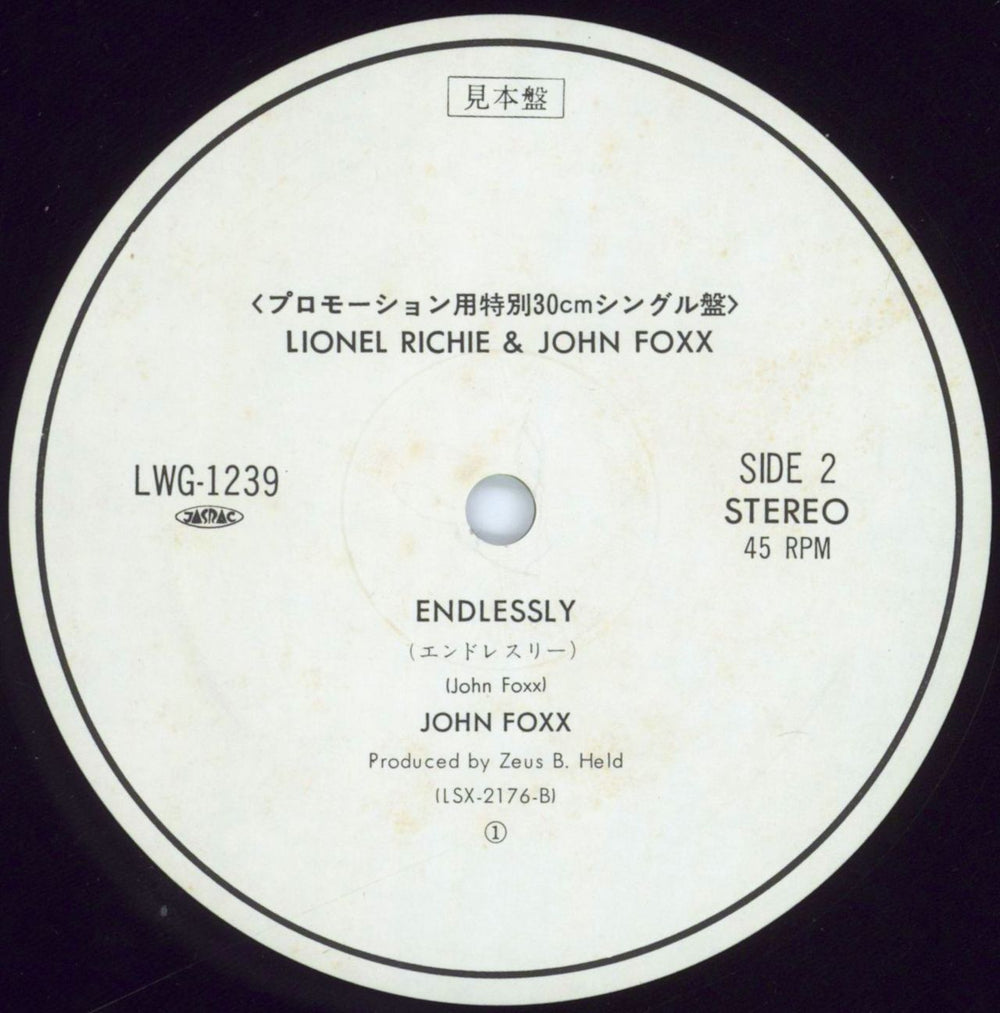 見本盤
<プロモーション用特別30cmシングル盤>
LIONEL RICHIE & JOHN FOXX
LWG-1239
JASRAC
SIDE 2
STEREO
45 RPM
ENDLESSLY
(エンドレスリー)
(John Foxx)
JOHN FOXX
Produced by Zeus B. Held
(LSX-2176-B)
①